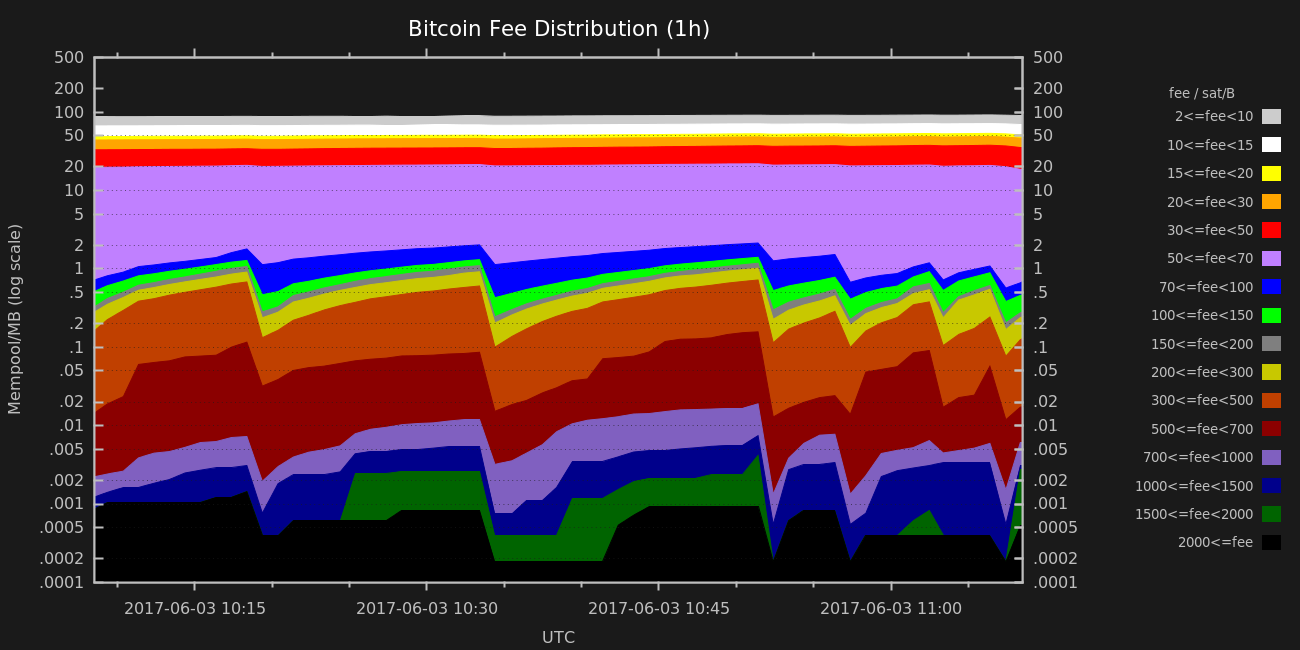 Bitcoin Fee Distribution (1h)
500 500
200 200
100 100
50 50
20 20
10 10
5 5
2 2
1 1
.5 .5
.2 .2
.1 .1
.05 .05
.02 .02
.01 .01
.005 .005
.002 .002
.001 .001
.0005 .0005
.0002 .0002
.0001 .0001
Mempool/MB (log scale)
2017-06-03 10:15 2017-06-03 10:30 2017-06-03 10:45 2017-06-03 11:00
UTC
fee / sat/B
2<=fee<10
10<=fee<15
15<=fee<20
20<=fee<30
30<=fee<50
50<=fee<70
70<=fee<100
100<=fee<150
150<=fee<200
200<=fee<300
300<=fee<500
500<=fee<700
700<=fee<1000
1000<=fee<1500
1500<=fee<2000
2000<=fee